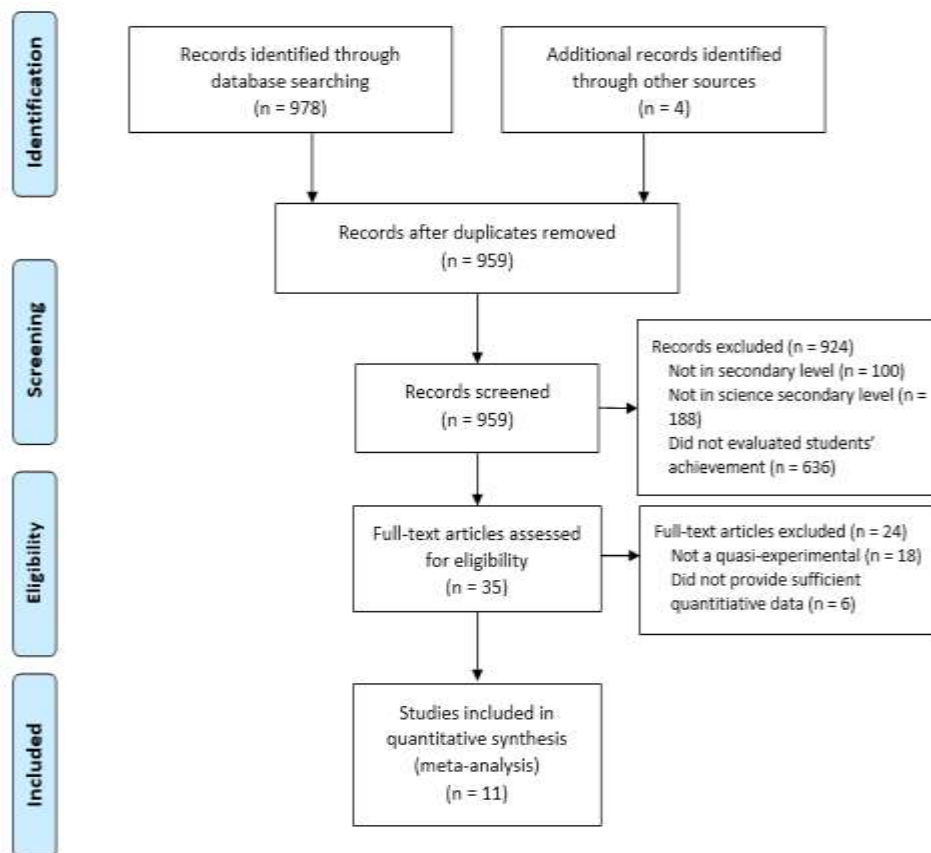 Identification
Records identified through
database searching
(n = 978)
Additional records identified
through other sources
(n = 4)
Records after duplicates removed
(n = 959)
Screening
Records screened
(n = 959)
Records excluded (n = 924)
Not in secondary level (n = 100)
Not in science secondary level (n =
188)
Did not evaluated students'
achievement (n = 636)
Eligibility
Full-text articles assessed
for eligibility
(n = 35)
Full-text articles excluded (n = 24)
Not a quasi-experimental (n = 18)
Did not provide sufficient
quantitiative data (n = 6)
Included
Studies included in
quantitative synthesis
(meta-analysis)
(n = 11)